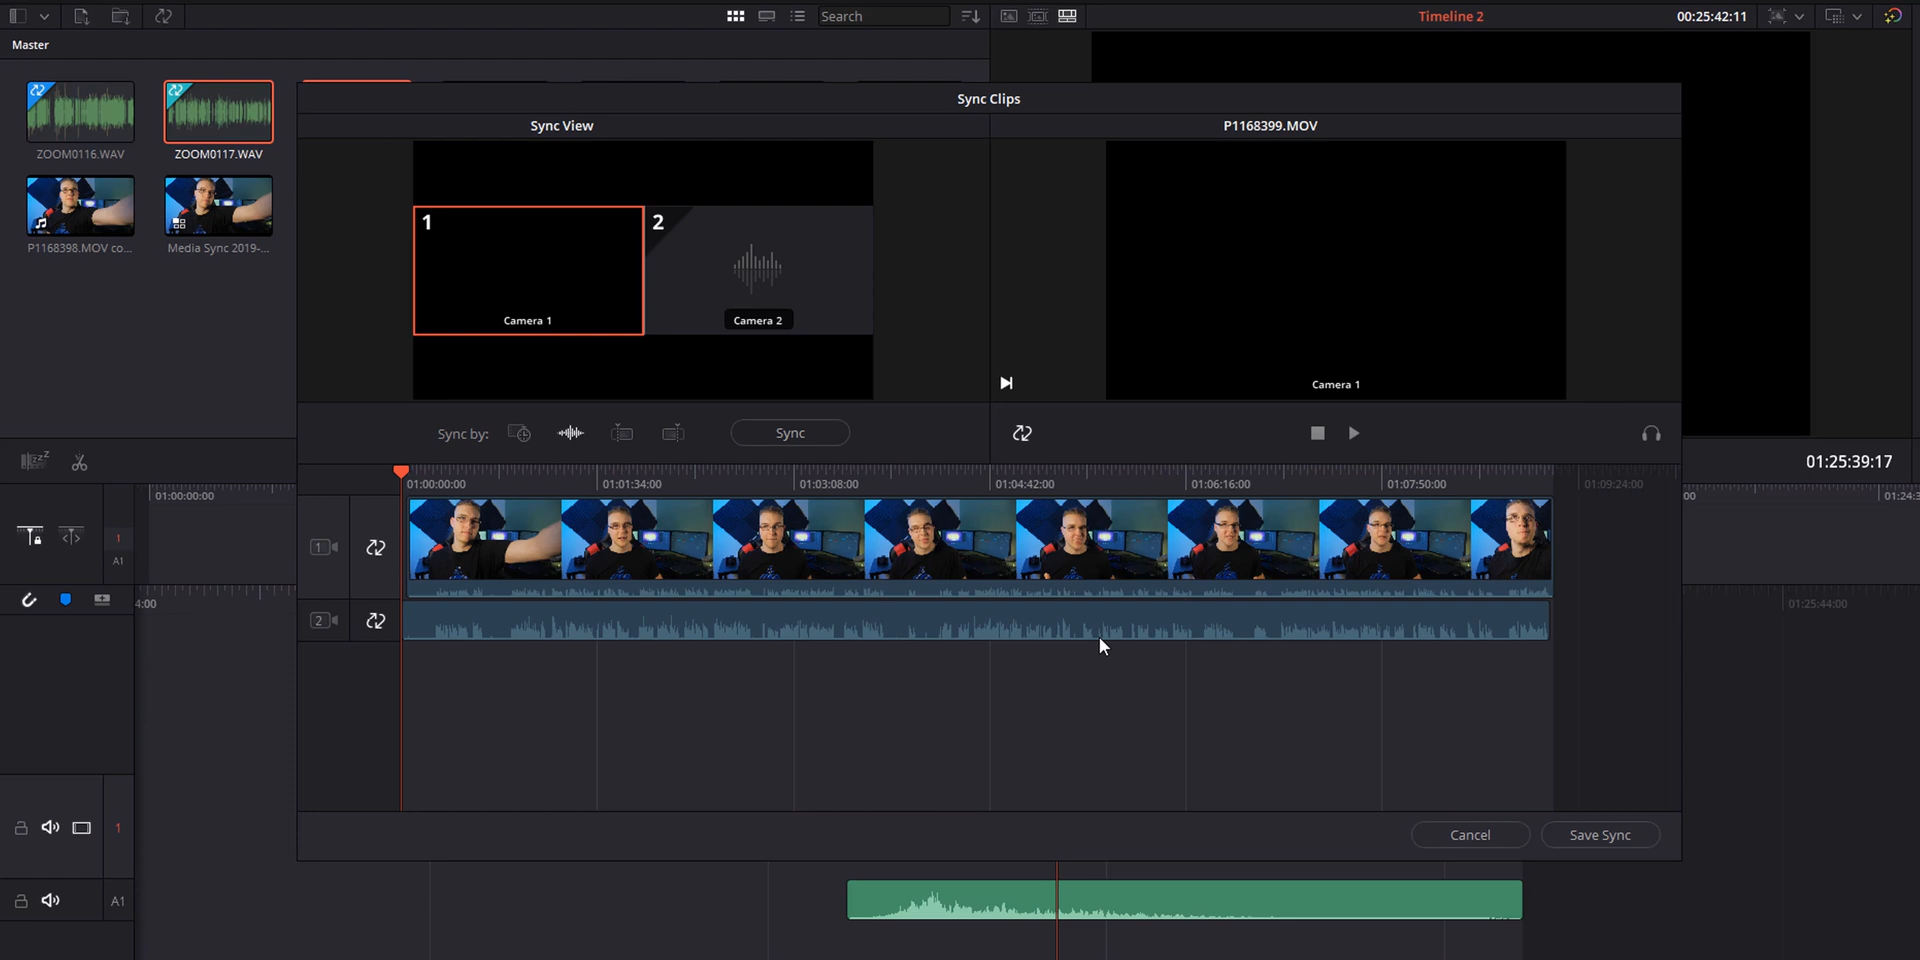 Search
Timeline 2
00:25:42:11
Master
Sync Clips
Sync View
P1168399.MOV
ZOOM0116.WAV
ZOOM0117.WAV
1
2
Camera 1
Camera 2
P1168398.MOV co...
Media Sync 2019-...
Camera 1
Sync by:
Sync
01:25:39:17
01:00:00:00
01:00:00:00
01:01:34:00
01:03:08:00
01:04:42:00
01:06:16:00
01:07:50:00
01:09:24:00
00
01:24:3
1
A1
1
2
4:00
01:25:44:00
Cancel
Save Sync
1
A1